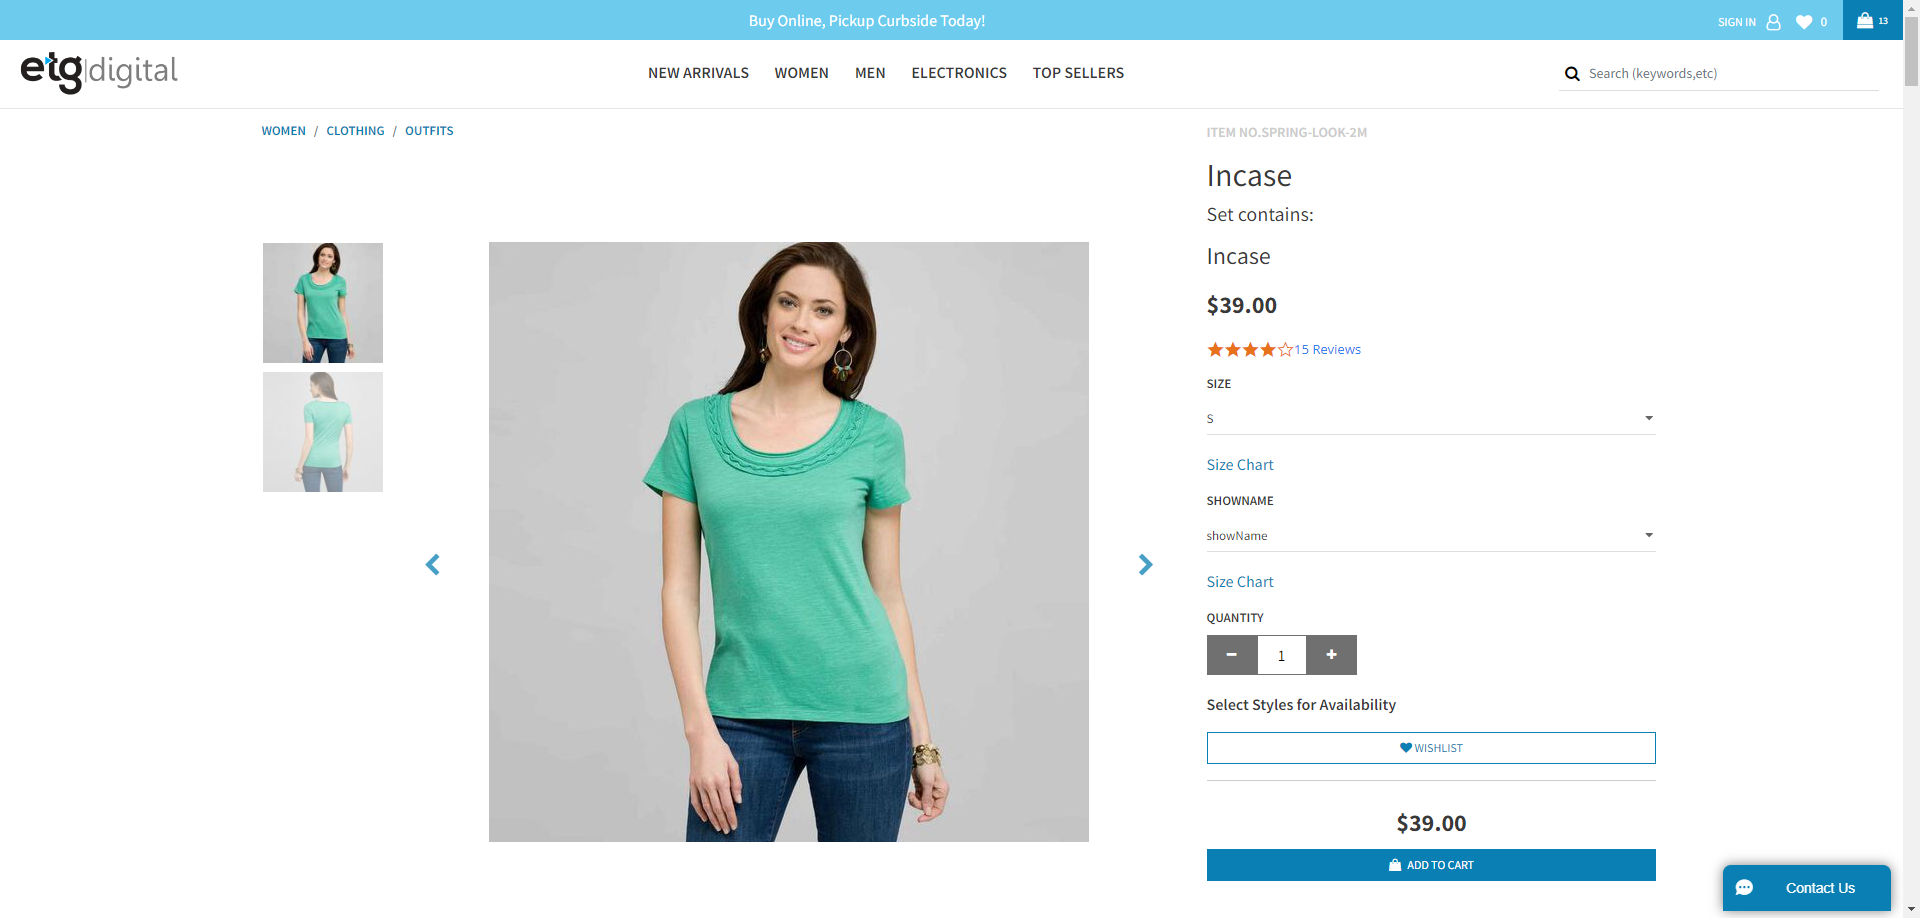 Buy Online, Pickup Curbside Today!
SIGN IN 0 13
etg|digital
NEW ARRIVALS WOMEN MEN ELECTRONICS TOP SELLERS
Search (keywords,etc)
WOMEN / CLOTHING / OUTFITS
ITEM NO.SPRING-LOOK-2M
Incase
Set contains:
Incase
$39.00
15 Reviews
SIZE
S
Size Chart
SHOWNAME
showName
Size Chart
QUANTITY
− 1 +
Select Styles for Availability
WISHLIST
$39.00
ADD TO CART
Contact Us